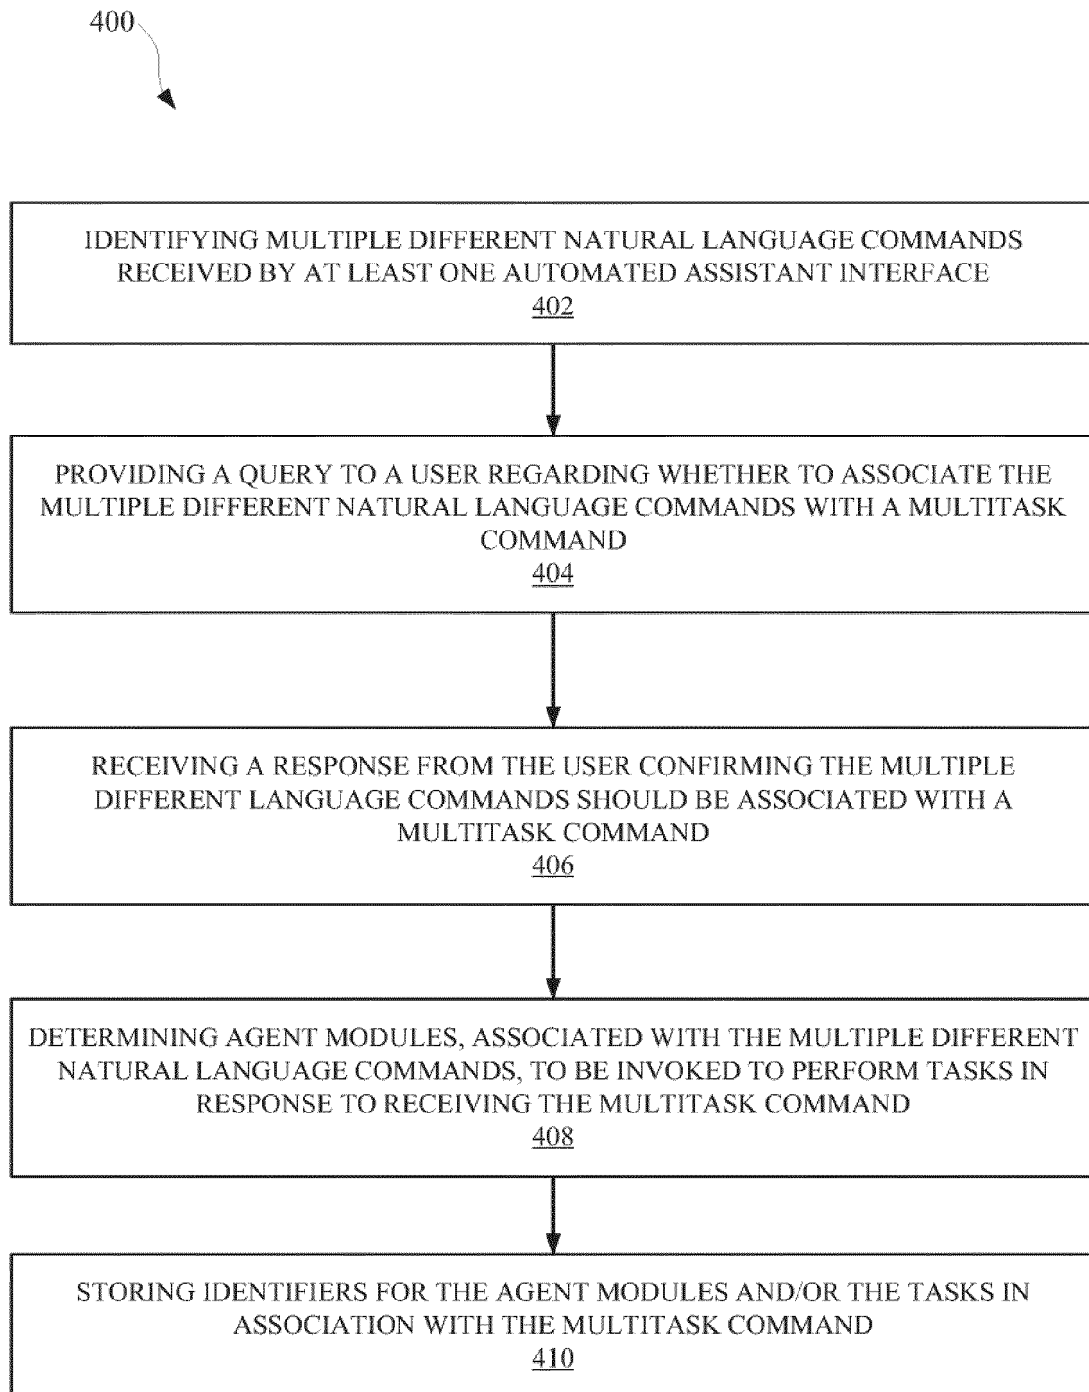 400
IDENTIFYING MULTIPLE DIFFERENT NATURAL LANGUAGE COMMANDS
RECEIVED BY AT LEAST ONE AUTOMATED ASSISTANT INTERFACE
402
PROVIDING A QUERY TO A USER REGARDING WHETHER TO ASSOCIATE THE
MULTIPLE DIFFERENT NATURAL LANGUAGE COMMANDS WITH A MULTITASK
COMMAND
404
RECEIVING A RESPONSE FROM THE USER CONFIRMING THE MULTIPLE
DIFFERENT LANGUAGE COMMANDS SHOULD BE ASSOCIATED WITH A
MULTITASK COMMAND
406
DETERMINING AGENT MODULES, ASSOCIATED WITH THE MULTIPLE DIFFERENT
NATURAL LANGUAGE COMMANDS, TO BE INVOKED TO PERFORM TASKS IN
RESPONSE TO RECEIVING THE MULTITASK COMMAND
408
STORING IDENTIFIERS FOR THE AGENT MODULES AND/OR THE TASKS IN
ASSOCIATION WITH THE MULTITASK COMMAND
410